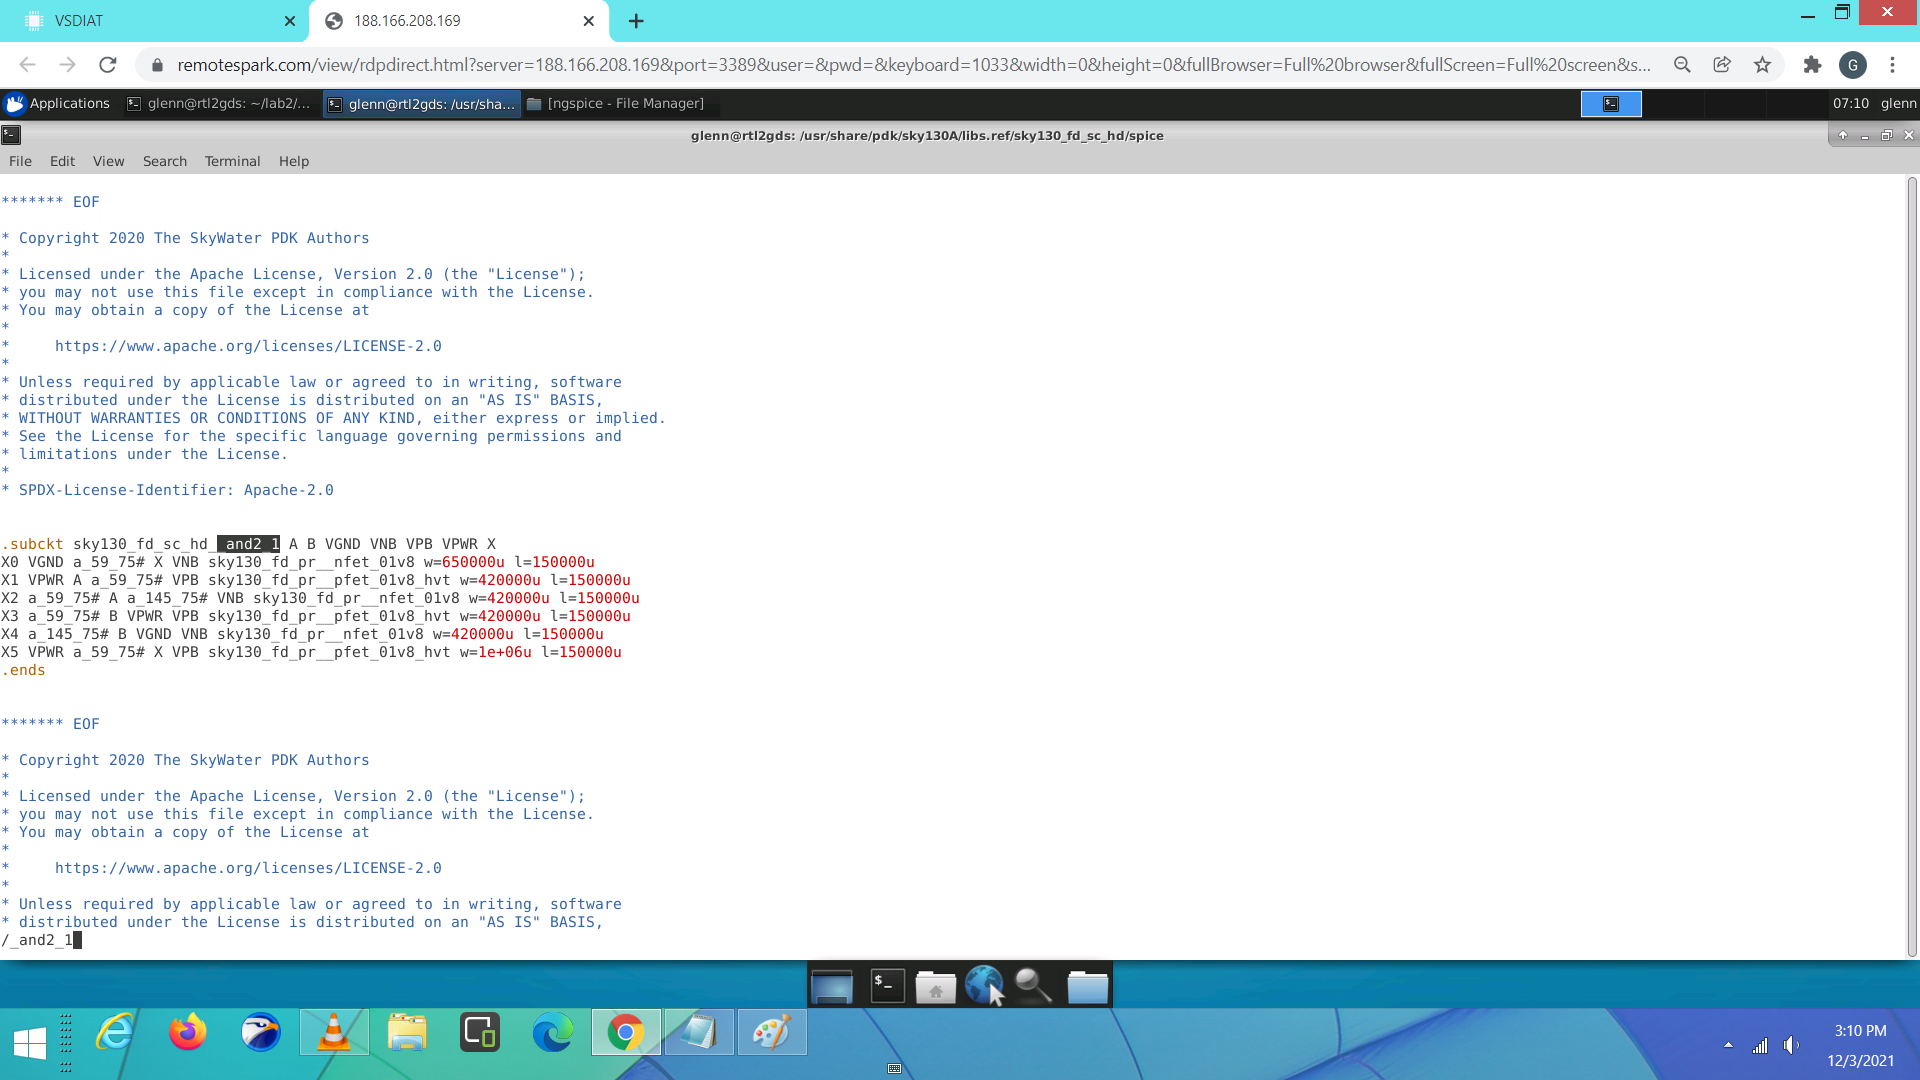 VSDIAT
188.166.208.169
remotespark.com/view/rdpdirect.html?server=188.166.208.169&port=3389&user=&pwd=&keyboard=1033&width=0&height=0&fullBrowser=Full%20browser&fullScreen=Full%20screen&s...
G
Applications
glenn@rtl2gds: ~/lab2/...
glenn@rtl2gds: /usr/sha...
[ngspice - File Manager]
07:10
glenn
glenn@rtl2gds: /usr/share/pdk/sky130A/libs.ref/sky130_fd_sc_hd/spice
File Edit View Search Terminal Help
******* EOF
* Copyright 2020 The SkyWater PDK Authors
*
* Licensed under the Apache License, Version 2.0 (the "License");
* you may not use this file except in compliance with the License.
* You may obtain a copy of the License at
*
*     https://www.apache.org/licenses/LICENSE-2.0
*
* Unless required by applicable law or agreed to in writing, software
* distributed under the License is distributed on an "AS IS" BASIS,
* WITHOUT WARRANTIES OR CONDITIONS OF ANY KIND, either express or implied.
* See the License for the specific language governing permissions and
* limitations under the License.
*
* SPDX-License-Identifier: Apache-2.0
.subckt sky130_fd_sc_hd__and2_1 A B VGND VNB VPB VPWR X
X0 VGND a_59_75# X VNB sky130_fd_pr__nfet_01v8 w=650000u l=150000u
X1 VPWR A a_59_75# VPB sky130_fd_pr__pfet_01v8_hvt w=420000u l=150000u
X2 a_59_75# A a_145_75# VNB sky130_fd_pr__nfet_01v8 w=420000u l=150000u
X3 a_59_75# B VPWR VPB sky130_fd_pr__pfet_01v8_hvt w=420000u l=150000u
X4 a_145_75# B VGND VNB sky130_fd_pr__nfet_01v8 w=420000u l=150000u
X5 VPWR a_59_75# X VPB sky130_fd_pr__pfet_01v8_hvt w=1e+06u l=150000u
.ends
******* EOF
* Copyright 2020 The SkyWater PDK Authors
*
* Licensed under the Apache License, Version 2.0 (the "License");
* you may not use this file except in compliance with the License.
* You may obtain a copy of the License at
*
*     https://www.apache.org/licenses/LICENSE-2.0
*
* Unless required by applicable law or agreed to in writing, software
* distributed under the License is distributed on an "AS IS" BASIS,
/_and2_1
3:10 PM
12/3/2021